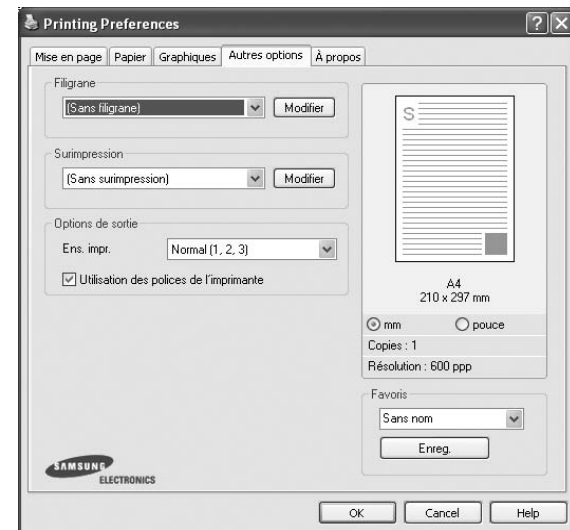 Printing Preferences
Mise en page Papier Graphiques Autres options À propos
Filigrane
(Sans filigrane) Modifier
Surimpression
(Sans surimpression) Modifier
Options de sortie
Ens. impr. Normal (1, 2, 3)
Utilisation des polices de l'imprimante
S
A4
210 x 297 mm
mm pouce
Copies : 1
Résolution : 600 ppp
Favoris
Sans nom
Enreg.
SAMSUNG
ELECTRONICS
OK Cancel Help